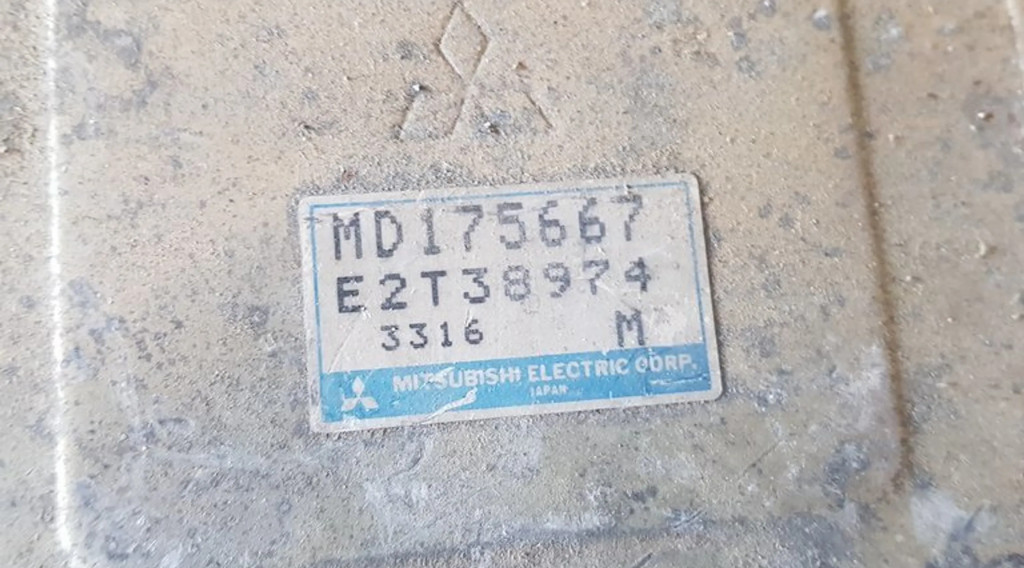 MD175667
E2T38974
3316 M
MITSUBISHI ELECTRIC CORP.
JAPAN